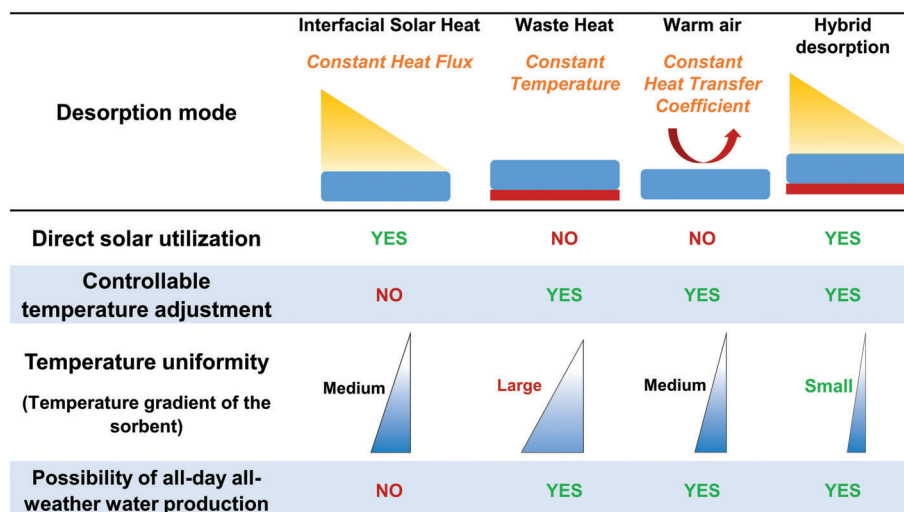 Interfacial Solar Heat
Waste Heat
Warm air
Hybrid
desorption
Constant Heat Flux
Constant
Temperature
Constant
Heat Transfer
Coefficient
Desorption mode
Direct solar utilization
YES
NO
NO
YES
Controllable
temperature adjustment
NO
YES
YES
YES
Temperature uniformity
(Temperature gradient of the
sorbent)
Medium
Large
Medium
Small
Possibility of all-day all-
weather water production
NO
YES
YES
YES